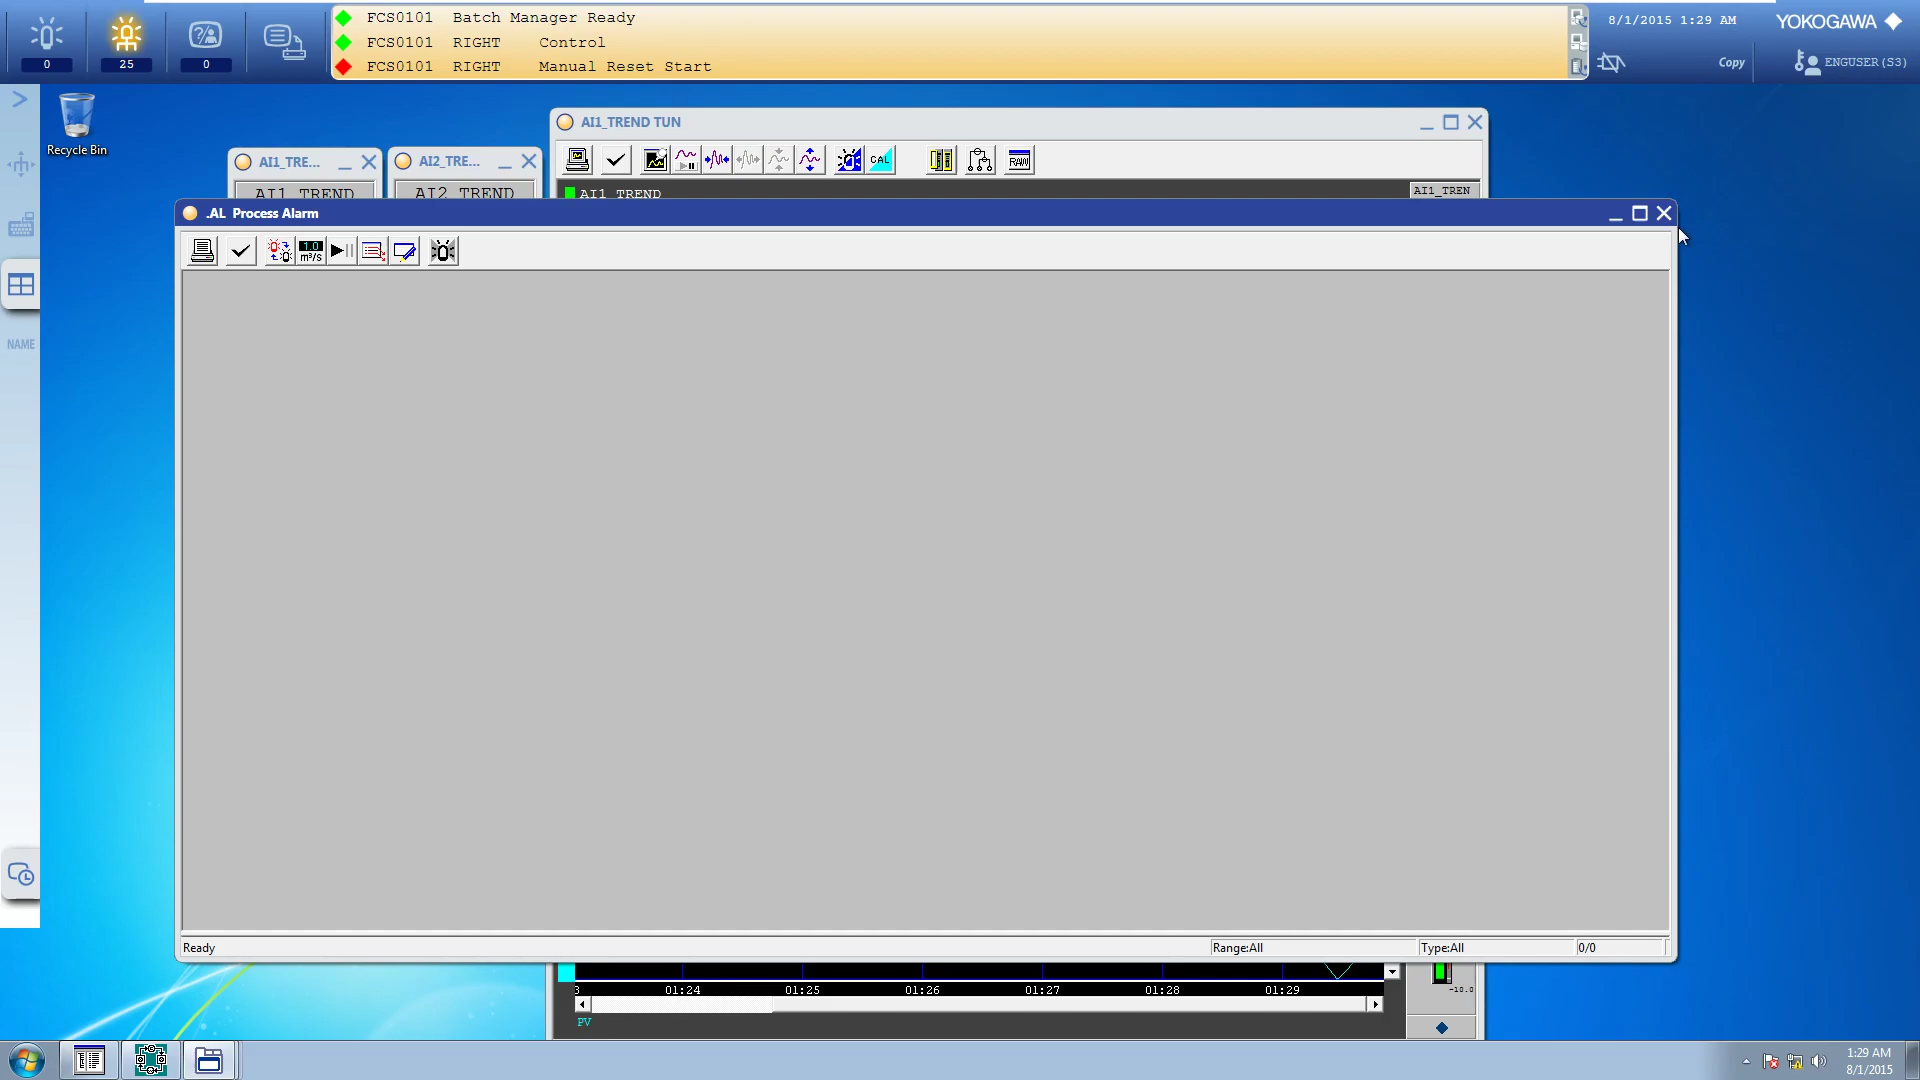 0
25
0
FCS0101 Batch Manager Ready
FCS0101 RIGHT Control
FCS0101 RIGHT Manual Reset Start
8/1/2015 1:29 AM
YOKOGAWA
Copy
ENGUSER (S3)
Recycle Bin
NAME
AI1_TRE...
AI1 TREND
AI2_TRE...
AI2 TREND
AI1_TREND TUN
CAL
RAW
AI1 TREND
AI1_TREN
.AL Process Alarm
1.0
m³/s
Ready
Range:All
Type:All
0/0
3 01:24 01:25 01:26 01:27 01:28 01:29
-10.0
PV
1:29 AM
8/1/2015